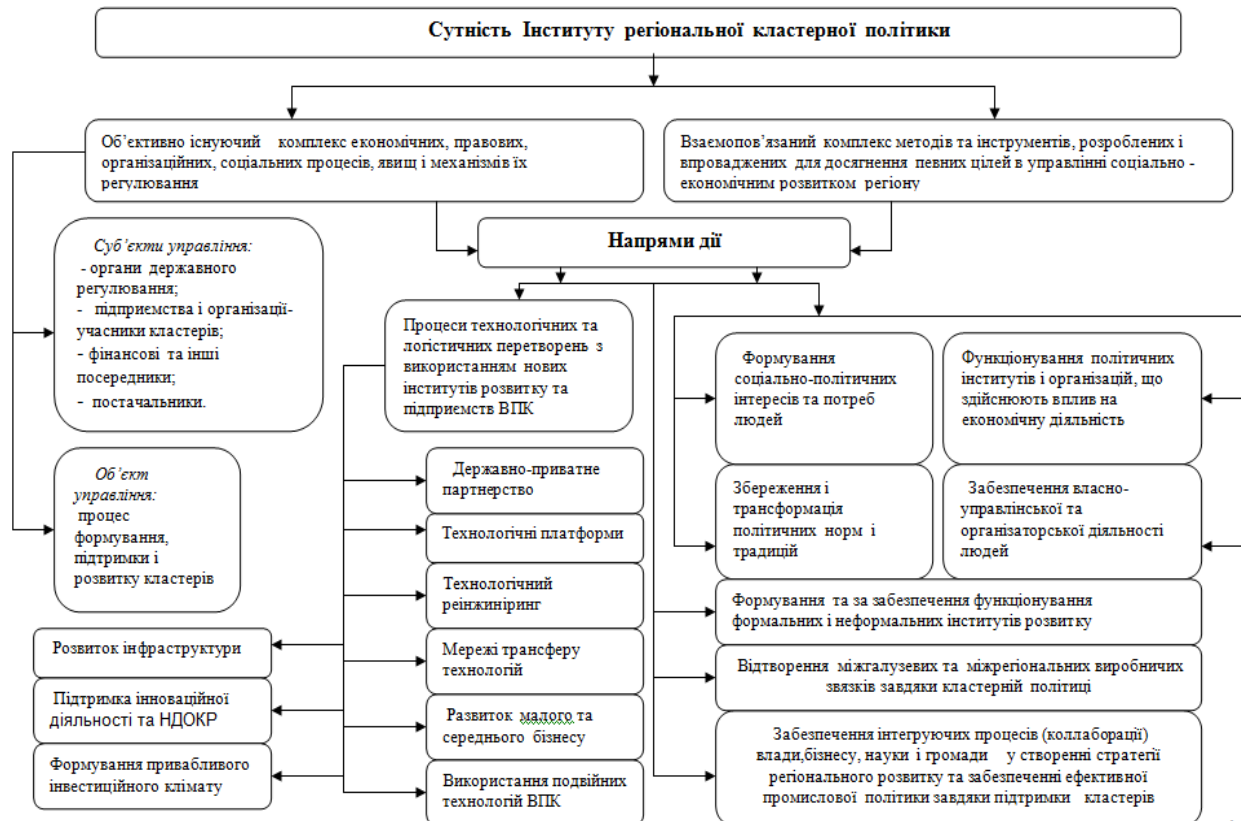 Сутність Інституту регіональної кластерної політики
Об’єктивно існуючий комплекс економічних, правових,
організаційних, соціальних процесів, явищ і механізмів їх
регулювання
Взаємопов’язаний комплекс методів та інструментів, розроблених і
впроваджених для досягнення певних цілей в управлінні соціально -
економічним розвитком регіону
Напрями дії
Суб’єкти управління:
- органи державного
регулювання;
- підприємства і організації-
учасники кластерів;
- фінансові та інші
посередники;
- постачальники.
Об’єкт
управління:
процес
формування,
підтримки і
розвитку кластерів
Процеси технологічних та
логістичних перетворень з
використанням нових
інститутів розвитку та
підприємств ВПК
Державно-приватне
партнерство
Технологічні платформи
Технологічний
реінжиніринг
Мережі трансферу
технологій
Развиток малого та
середнього бізнесу
Використання подвійних
технологій ВПК
Розвиток інфраструктури
Підтримка інноваційної
діяльності та НДОКР
Формування привабливого
інвестиційного клімату
Формування
соціально-політичних
інтересів та потреб
людей
Функціонування політичних
інститутів і організацій, що
здійснюють вплив на
економічну діяльність
Збереження і
трансформація
політичних норм і
традицій
Забезпечення власно-
управлінської та
організаторської діяльності
людей
Формування та за забезпечення функціонування
формальних і неформальних інститутів розвитку
Відтворення міжгалузевих та міжрегіональних виробничих
звязків завдяки кластерній політиці
Забезпечення інтегруючих процесів (коллаборації)
влади,бізнесу, науки і громади у створенні стратегії
регіонального розвитку та забезпеченні ефективної
промислової політики завдяки підтримки кластерів